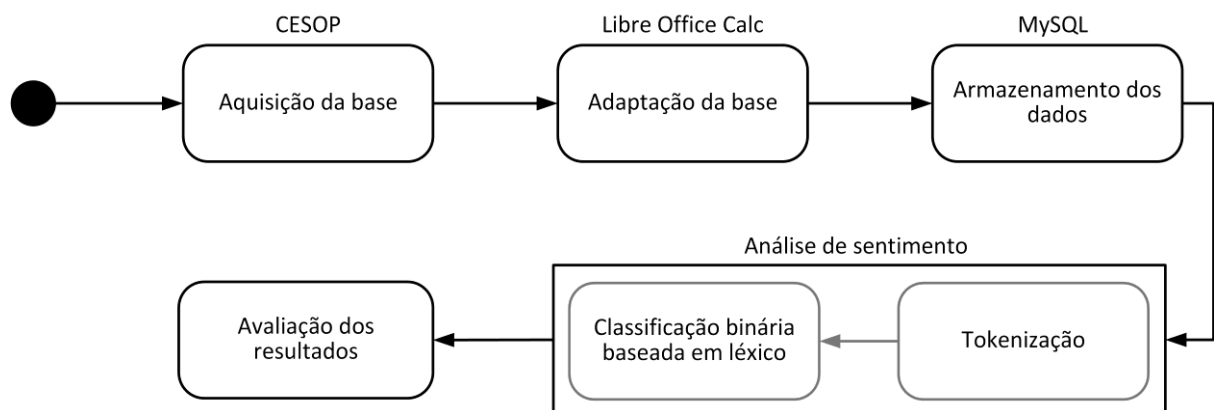 CESOP
Libre Office Calc
MySQL
Aquisição da base
Adaptação da base
Armazenamento dos
dados
Análise de sentimento
Avaliação dos
resultados
Classificação binária
baseada em léxico
Tokenização